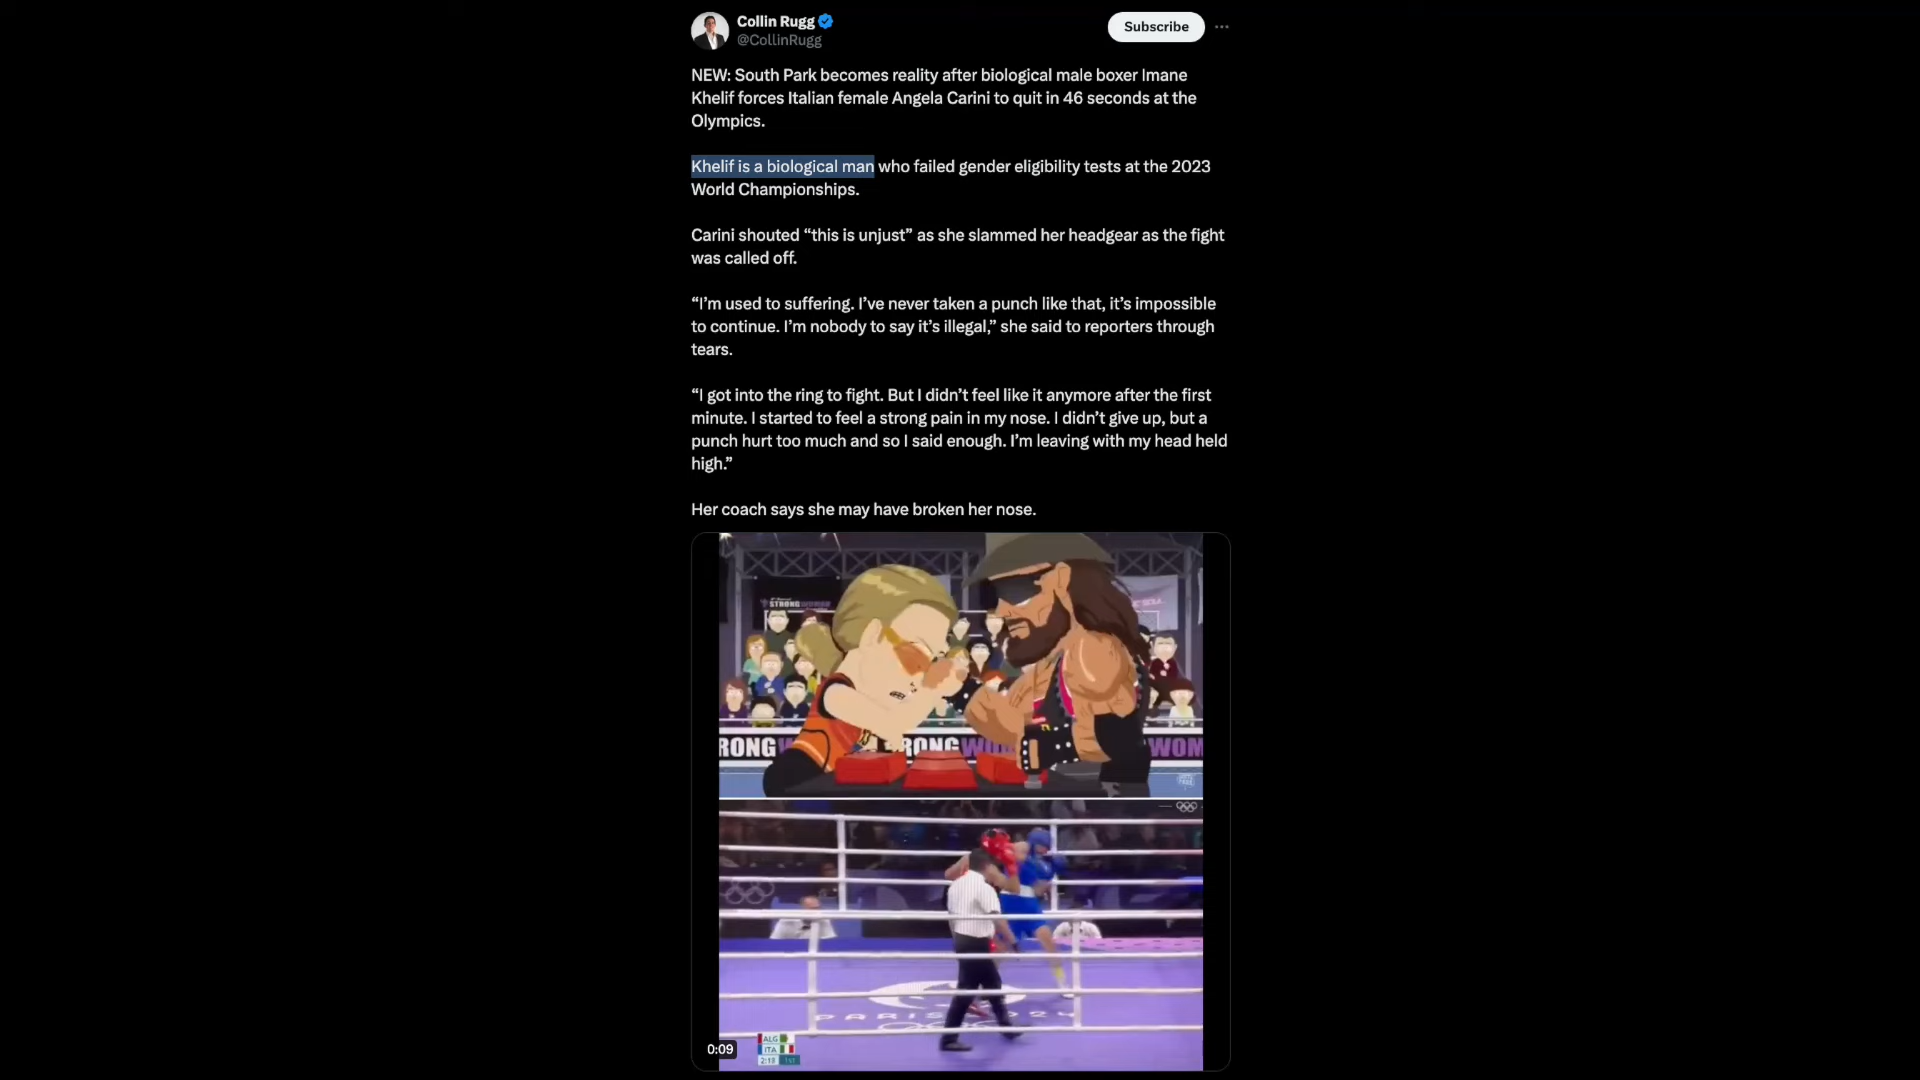 Collin Rugg
@CollinRugg
Subscribe
NEW: South Park becomes reality after biological male boxer Imane
Khelif forces Italian female Angela Carini to quit in 46 seconds at the
Olympics.
Khelif is a biological man who failed gender eligibility tests at the 2023
World Championships.
Carini shouted “this is unjust” as she slammed her headgear as the fight
was called off.
“I’m used to suffering. I’ve never taken a punch like that, it’s impossible
to continue. I’m nobody to say it’s illegal,” she said to reporters through
tears.
“I got into the ring to fight. But I didn’t feel like it anymore after the first
minute. I started to feel a strong pain in my nose. I didn’t give up, but a
punch hurt too much and so I said enough. I’m leaving with my head held
high.”
Her coach says she may have broken her nose.
STRONGWOMAN
RONG
RONGWO
WOM
PARIS 2024
0:09
ALG
ITA
2:15 1ST